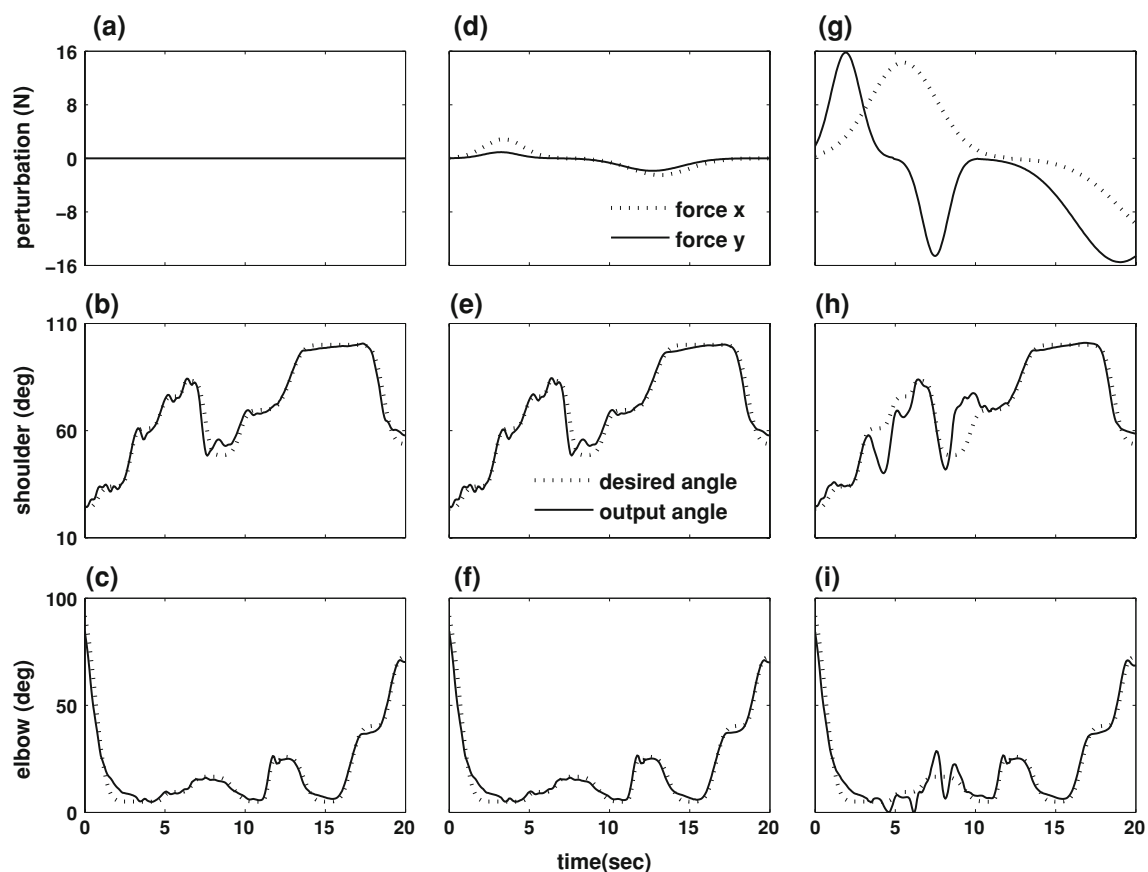 (a) (d) (g)
16
8
0
−8
−16
perturbation (N)
force x
force y
(b) (e) (h)
110
60
10
shoulder (deg)
desired angle
output angle
(c) (f) (i)
100
50
0
elbow (deg)
0 5 10 15 20 0 5 10 15 20 0 5 10 15 20
time(sec)